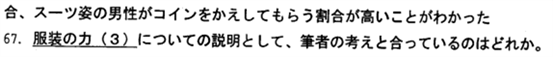 合、スーツ姿の男性がコインをかえしてもらう割合が高いことがわかった
67. 服装の力（3）についての説明として、筆者の考えと合っているのはどれか。